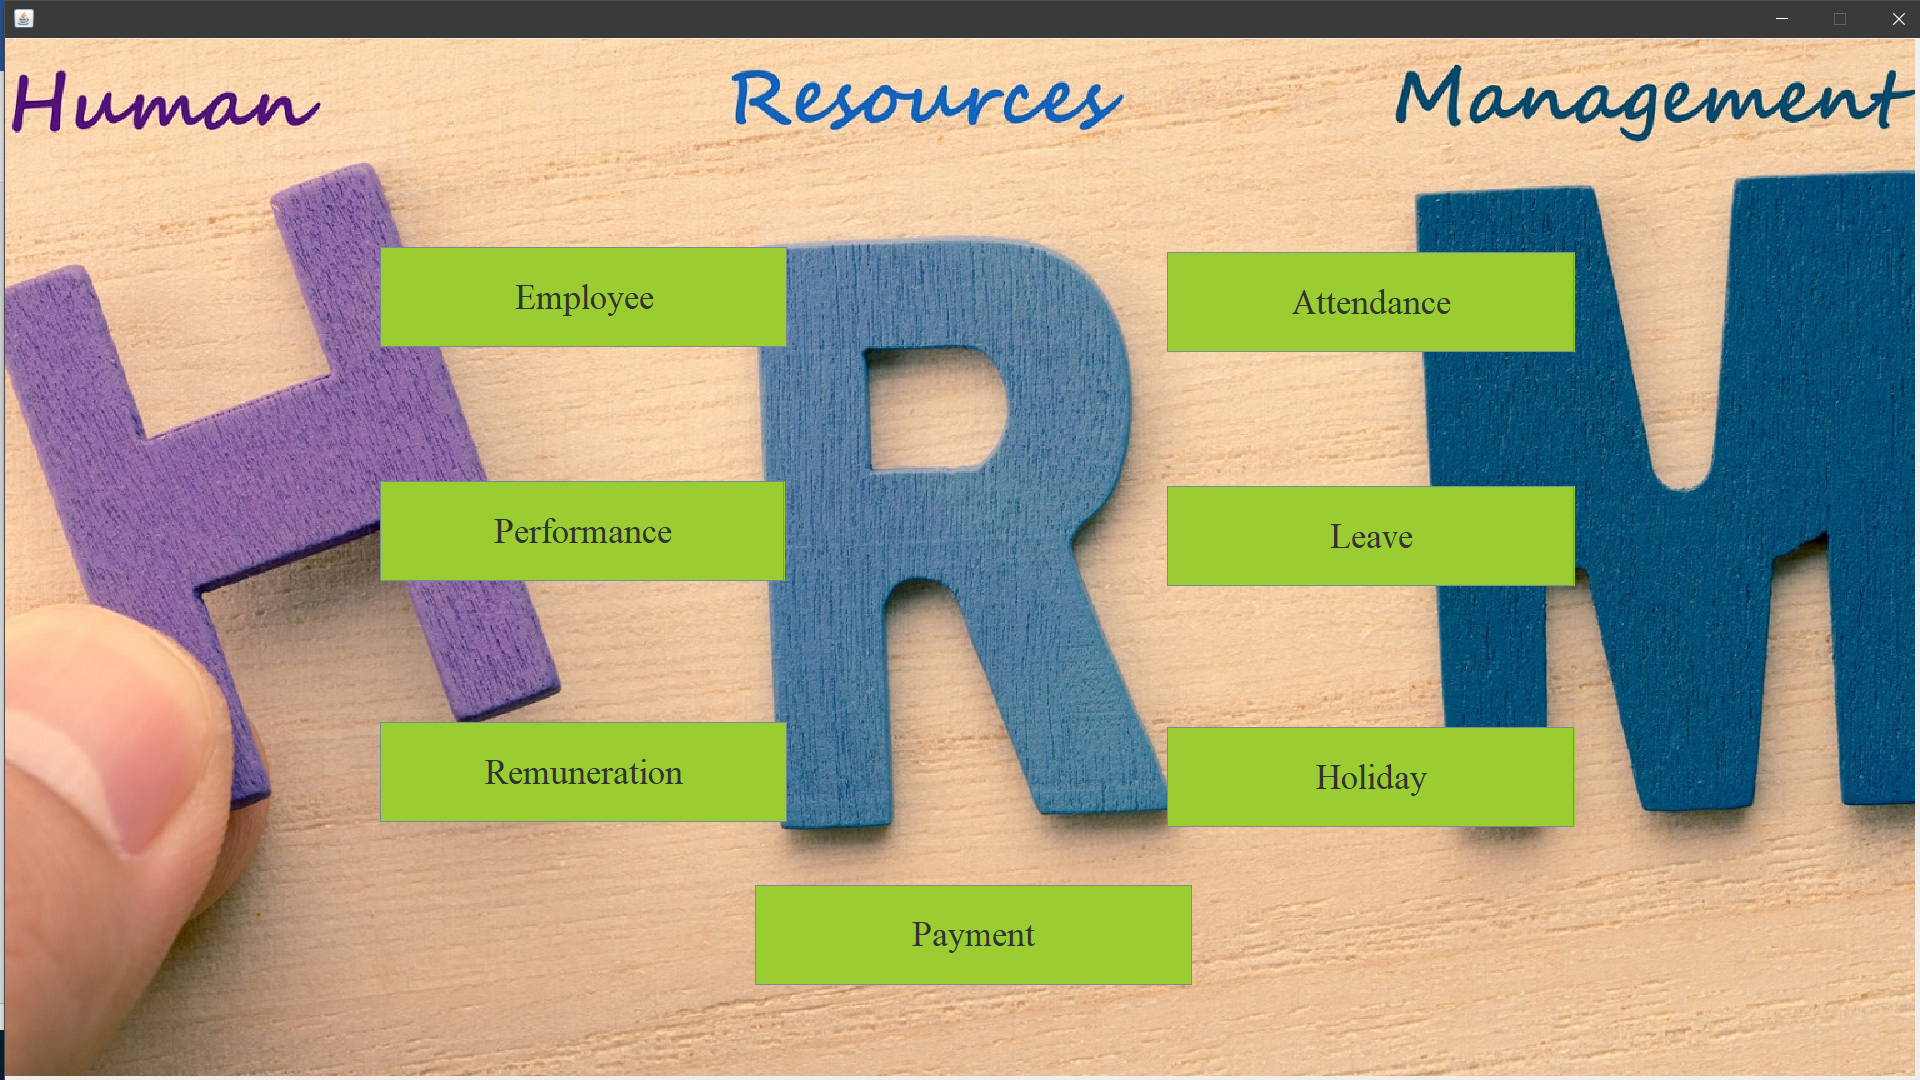 Human Resources Management
Employee
Attendance
Performance
Leave
Remuneration
Holiday
Payment